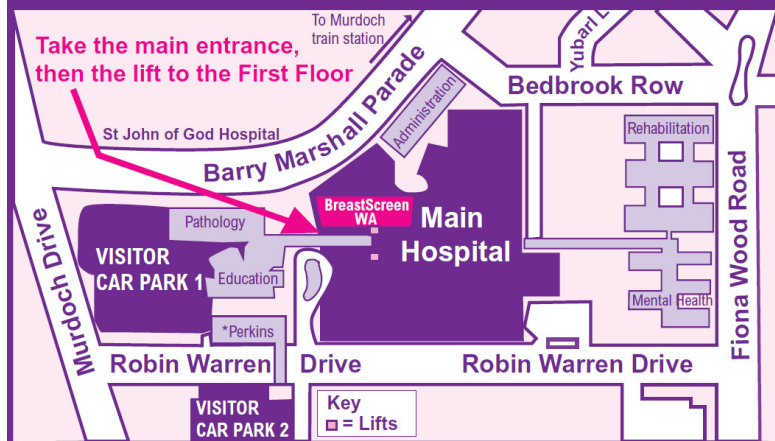 To Murdoch
train station
Take the main entrance,
then the lift to the First Floor
Bedbrook Row
St John of God Hospital
Barry Marshall Parade
Administration
Rehabilitation
BreastScreen
WA
Main
Hospital
Pathology
VISITOR
CAR PARK 1
Education
Murdoch Drive
Mental Health
Fiona Wood Road
*Perkins
Robin Warren Drive
Robin Warren Drive
VISITOR
CAR PARK 2
Key
= Lifts